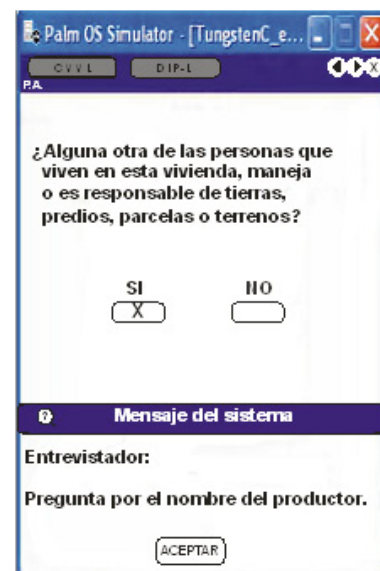 Palm OS Simulator - [TungstenC_e...
CVVL DIP-L X
P.A.
¿Alguna otra de las personas que
viven en esta vivienda, maneja
o es responsable de tierras,
predios, parcelas o terrenos?
SI NO
X
? Mensaje del sistema
Entrevistador:
Pregunta por el nombre del productor.
ACEPTAR